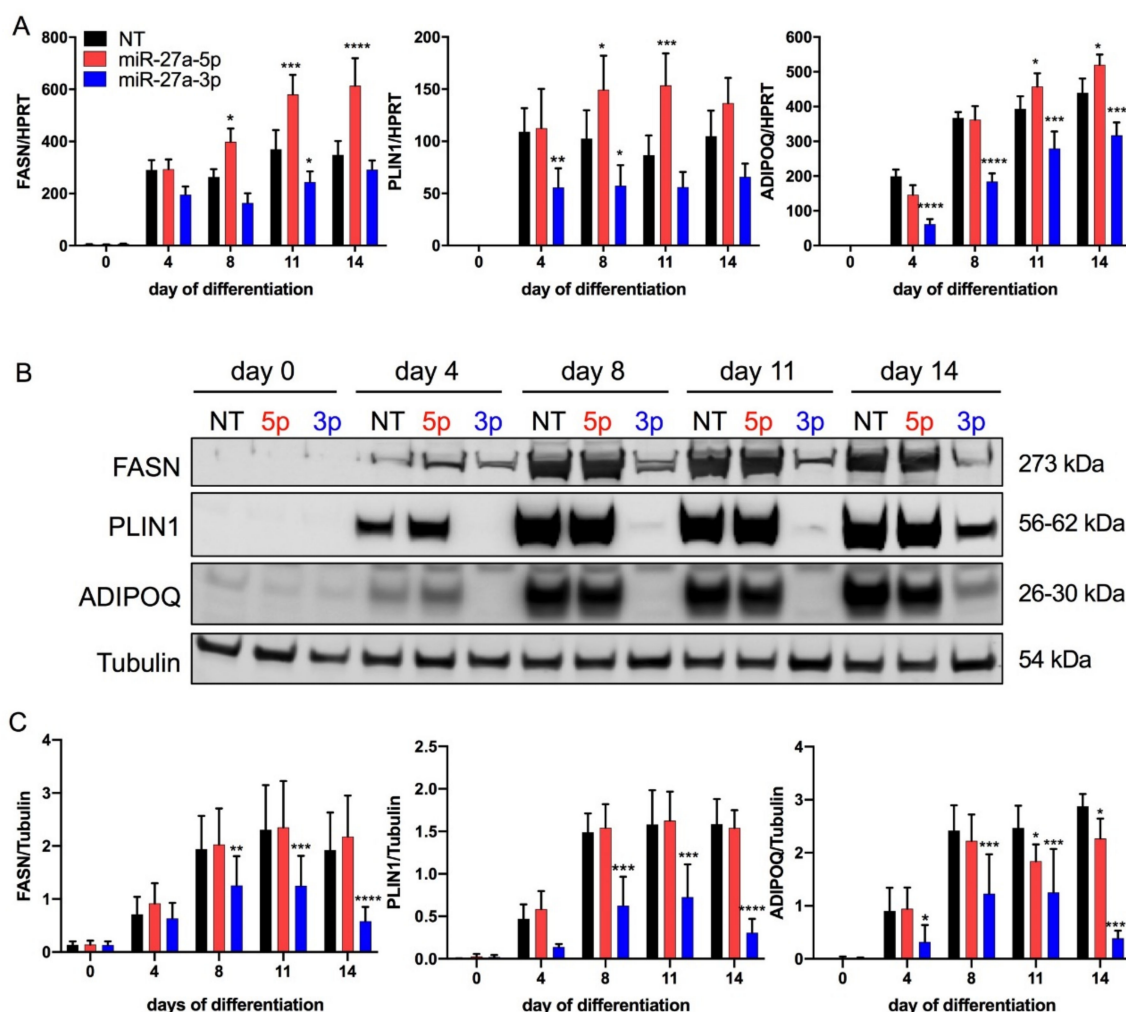 A
NT
miR-27a-5p
miR-27a-3p
FASN/HPRT
800
600
400
200
0
* *** * ****
0 4 8 11 14
day of differentiation
PLIN1/HPRT
200
150
100
50
0
** * * ***
0 4 8 11 14
day of differentiation
ADIPOQ/HPRT
600
500
400
300
200
100
0
**** **** * *** * ***
0 4 8 11 14
day of differentiation
B
day 0 day 4 day 8 day 11 day 14
NT 5p 3p NT 5p 3p NT 5p 3p NT 5p 3p NT 5p 3p
FASN 273 kDa
PLIN1 56-62 kDa
ADIPOQ 26-30 kDa
Tubulin 54 kDa
C
FASN/Tubulin
4
3
2
1
0
** *** ****
0 4 8 11 14
days of differentiation
PLIN1/Tubulin
2.0
1.5
1.0
0.5
0.0
*** *** ****
0 4 8 11 14
day of differentiation
ADIPOQ/Tubulin
4
3
2
1
0
* *** * *** * ***
0 4 8 11 14
day of differentiation